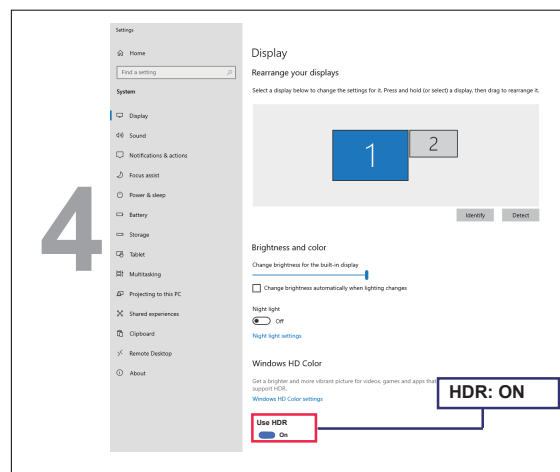 4
Settings
Home
Find a setting
System
Display
Sound
Notifications & actions
Focus assist
Power & sleep
Battery
Storage
Tablet
Multitasking
Projecting to this PC
Shared experiences
Clipboard
Remote Desktop
About
Display
Rearrange your displays
Select a display below to change the settings for it. Press and hold (or select) a display, then drag to rearrange it.
1
2
Identify
Detect
Brightness and color
Change brightness for the built-in display
Change brightness automatically when lighting changes
Night light
Off
Night light settings
Windows HD Color
Get a brighter and more vibrant picture for videos, games and apps that
support HDR.
Windows HD Color settings
Use HDR
On
HDR: ON